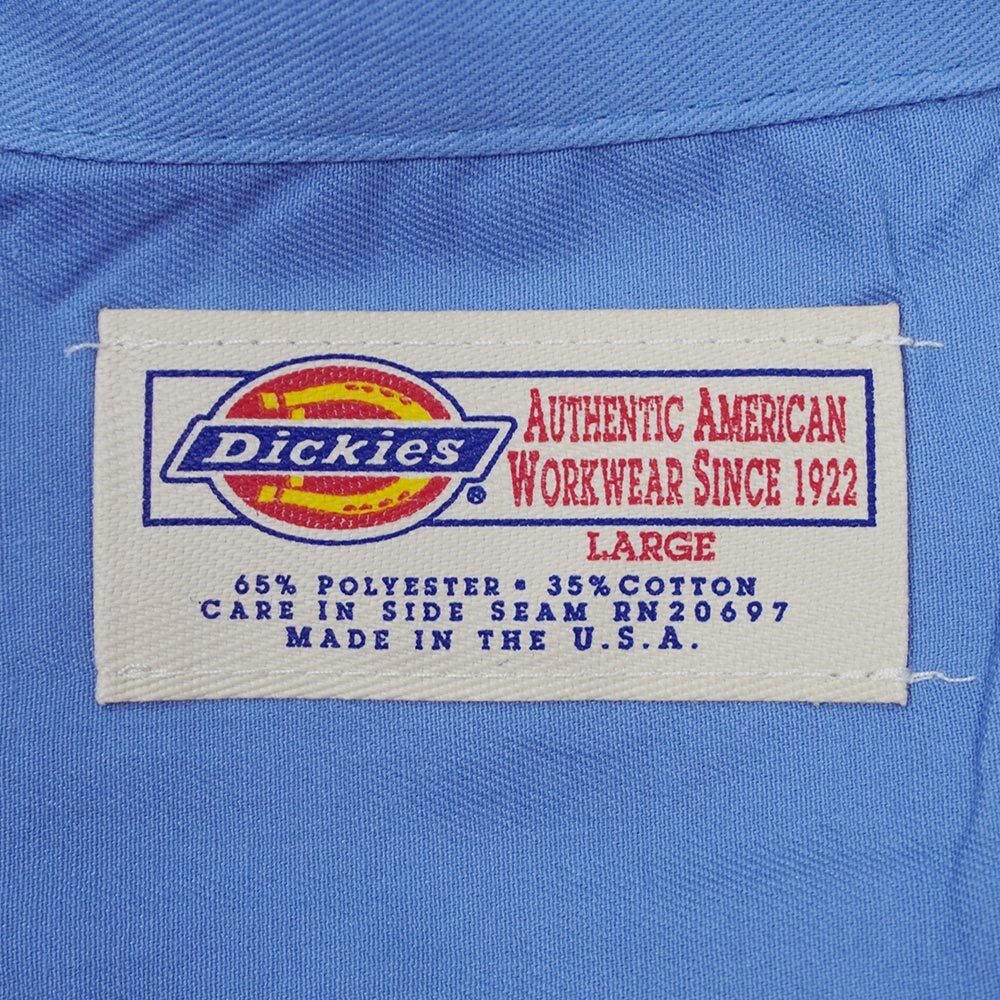 Dickies®
AUTHENTIC AMERICAN
WORKWEAR SINCE 1922
LARGE
65% POLYESTER • 35% COTTON
CARE IN SIDE SEAM RN20697
MADE IN THE U.S.A.